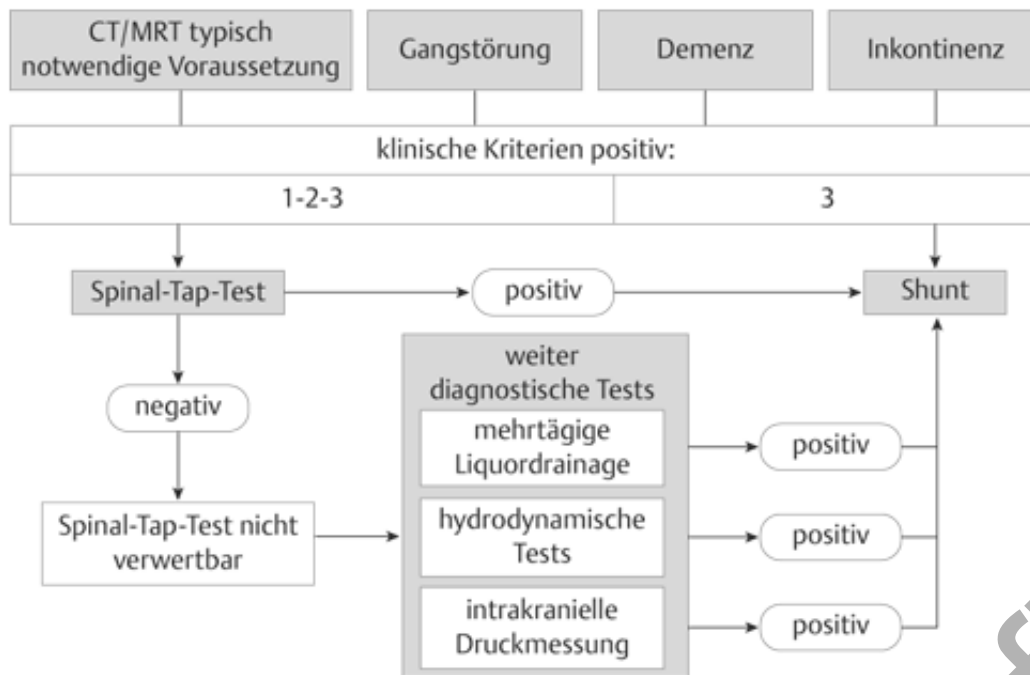 CT/MRT typisch
notwendige Voraussetzung
Gangstörung
Demenz
Inkontinenz
klinische Kriterien positiv:
1-2-3
3
Spinal-Tap-Test
positiv
Shunt
negativ
weiter
diagnostische Tests
mehrtägige
Liquordrainage
positiv
Spinal-Tap-Test nicht
verwertbar
hydrodynamische
Tests
positiv
intrakranielle
Druckmessung
positiv